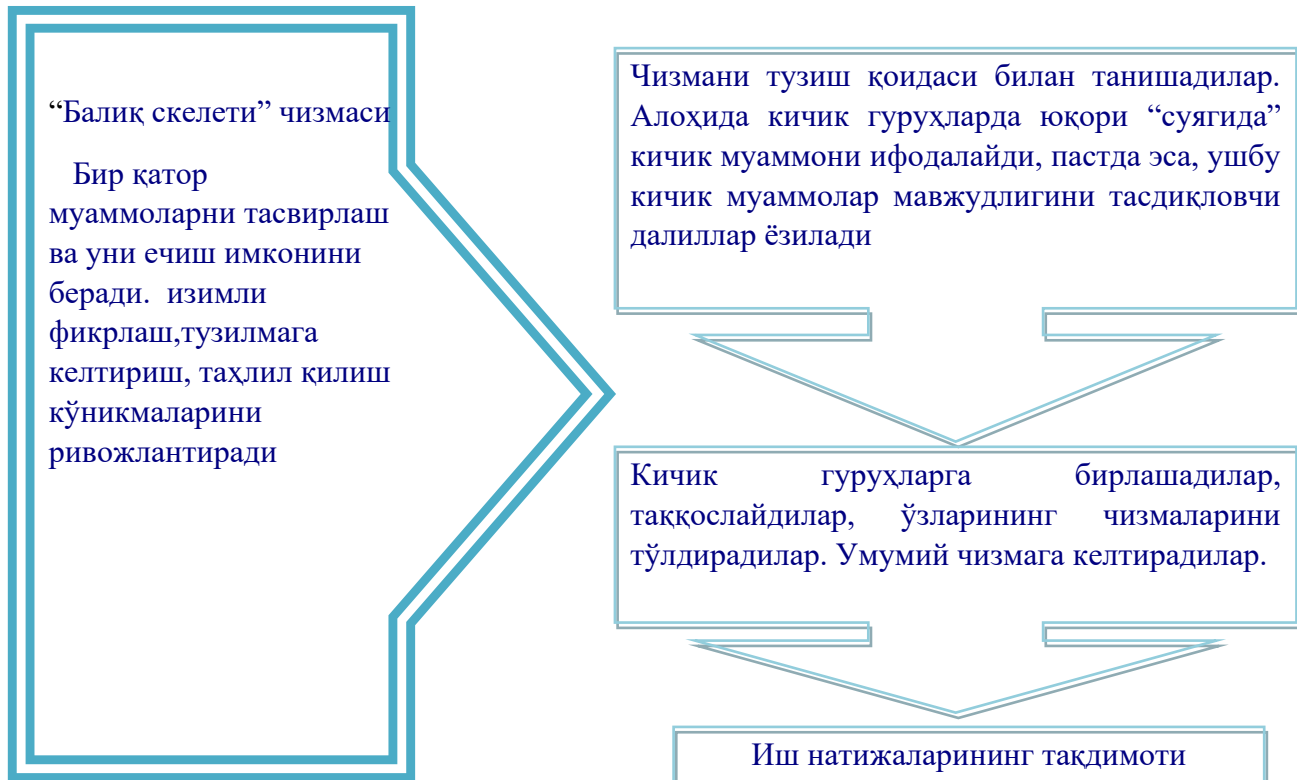 “Балиқ скелети” чизмаси
Бир қатор
муаммоларни тасвирлаш
ва уни ечиш имконини
беради. изимли
фикрлаш,тузилмага
келтириш, таҳлил қилиш
кўникмаларини
ривожлантиради
Чизмани тузиш қоидаси билан танишадилар.
Алоҳида кичик гуруҳларда юқори “суягида”
кичик муаммони ифодалайди, пастда эса, ушбу
кичик муаммолар мавжудлигини тасдиқловчи
далиллар ёзилади
Кичик гуруҳларга бирлашадилар,
таққослайдилар, ўзларининг чизмаларини
тўлдирадилар. Умумий чизмага келтирадилар.
Иш натижаларининг тақдимоти